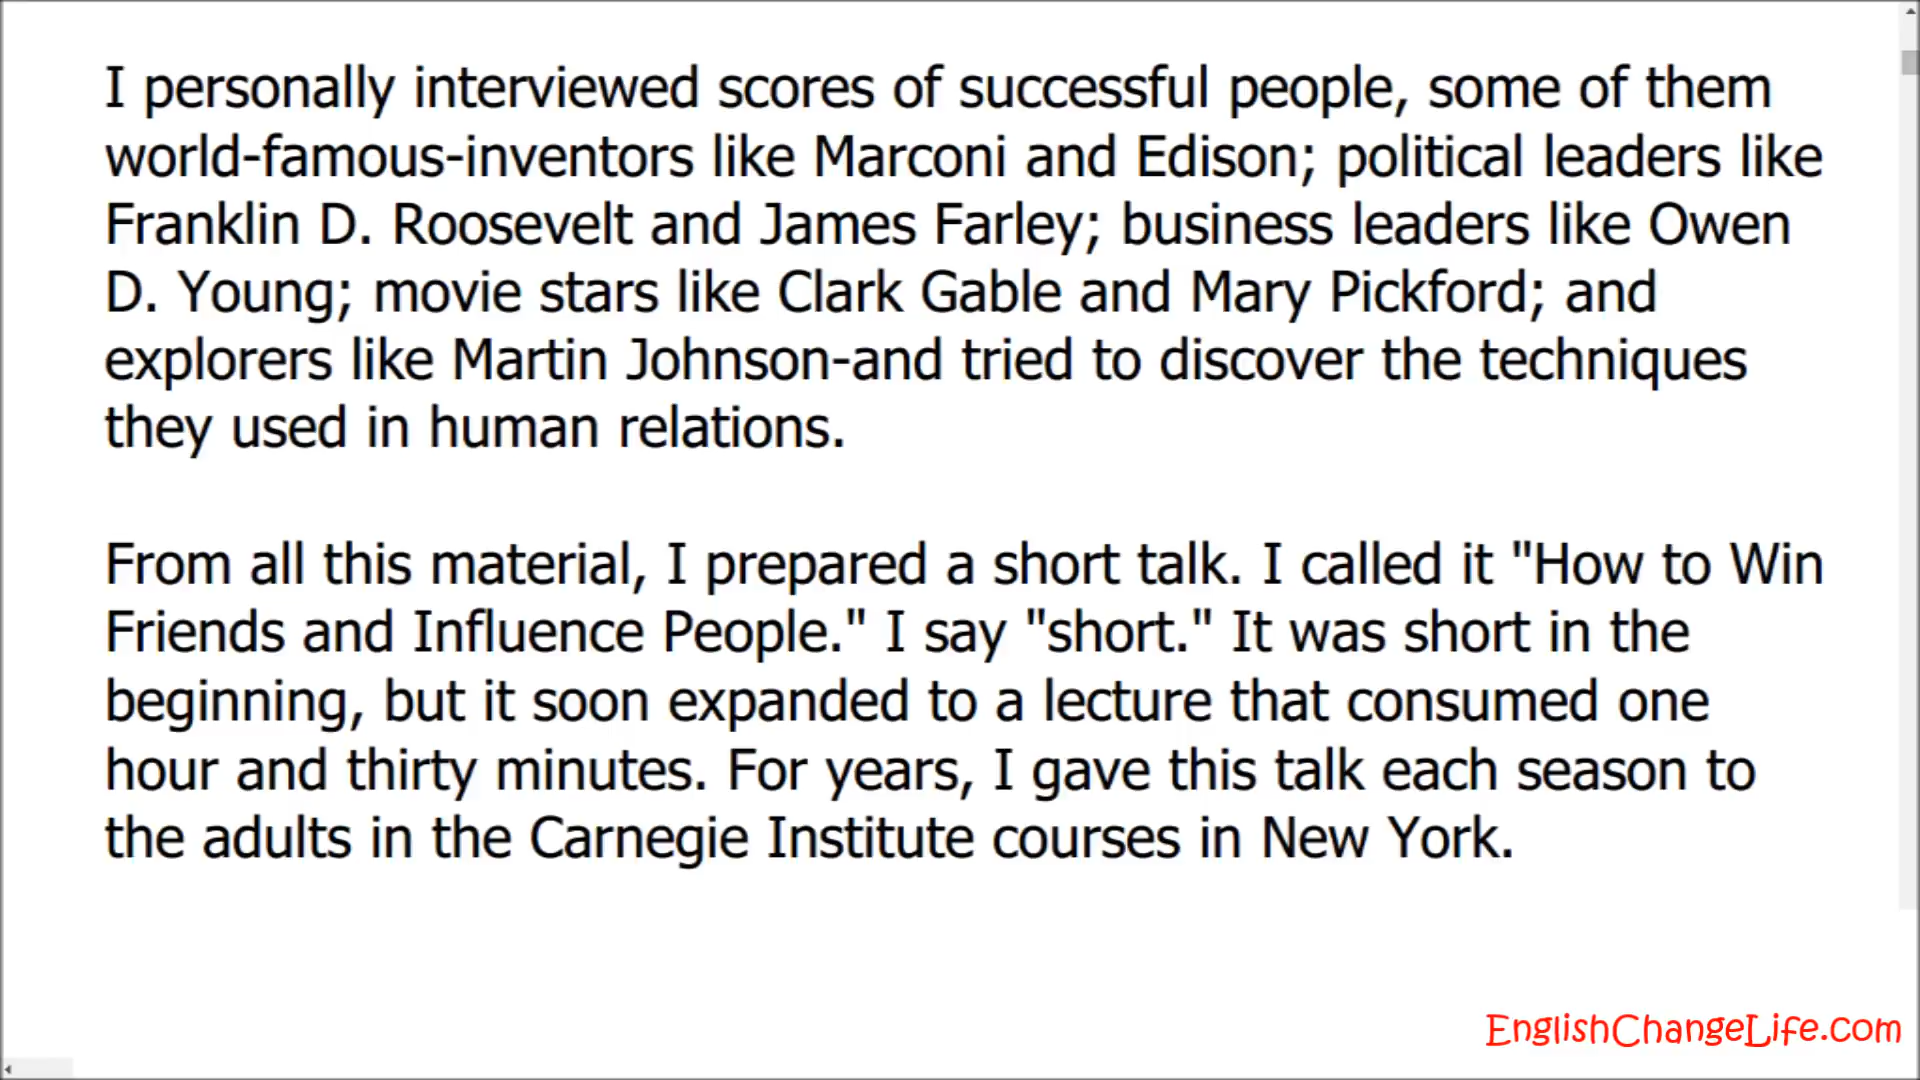 I personally interviewed scores of successful people, some of them
world-famous-inventors like Marconi and Edison; political leaders like
Franklin D. Roosevelt and James Farley; business leaders like Owen
D. Young; movie stars like Clark Gable and Mary Pickford; and
explorers like Martin Johnson-and tried to discover the techniques
they used in human relations.
From all this material, I prepared a short talk. I called it "How to Win
Friends and Influence People." I say "short." It was short in the
beginning, but it soon expanded to a lecture that consumed one
hour and thirty minutes. For years, I gave this talk each season to
the adults in the Carnegie Institute courses in New York.
EnglishChangeLife.com